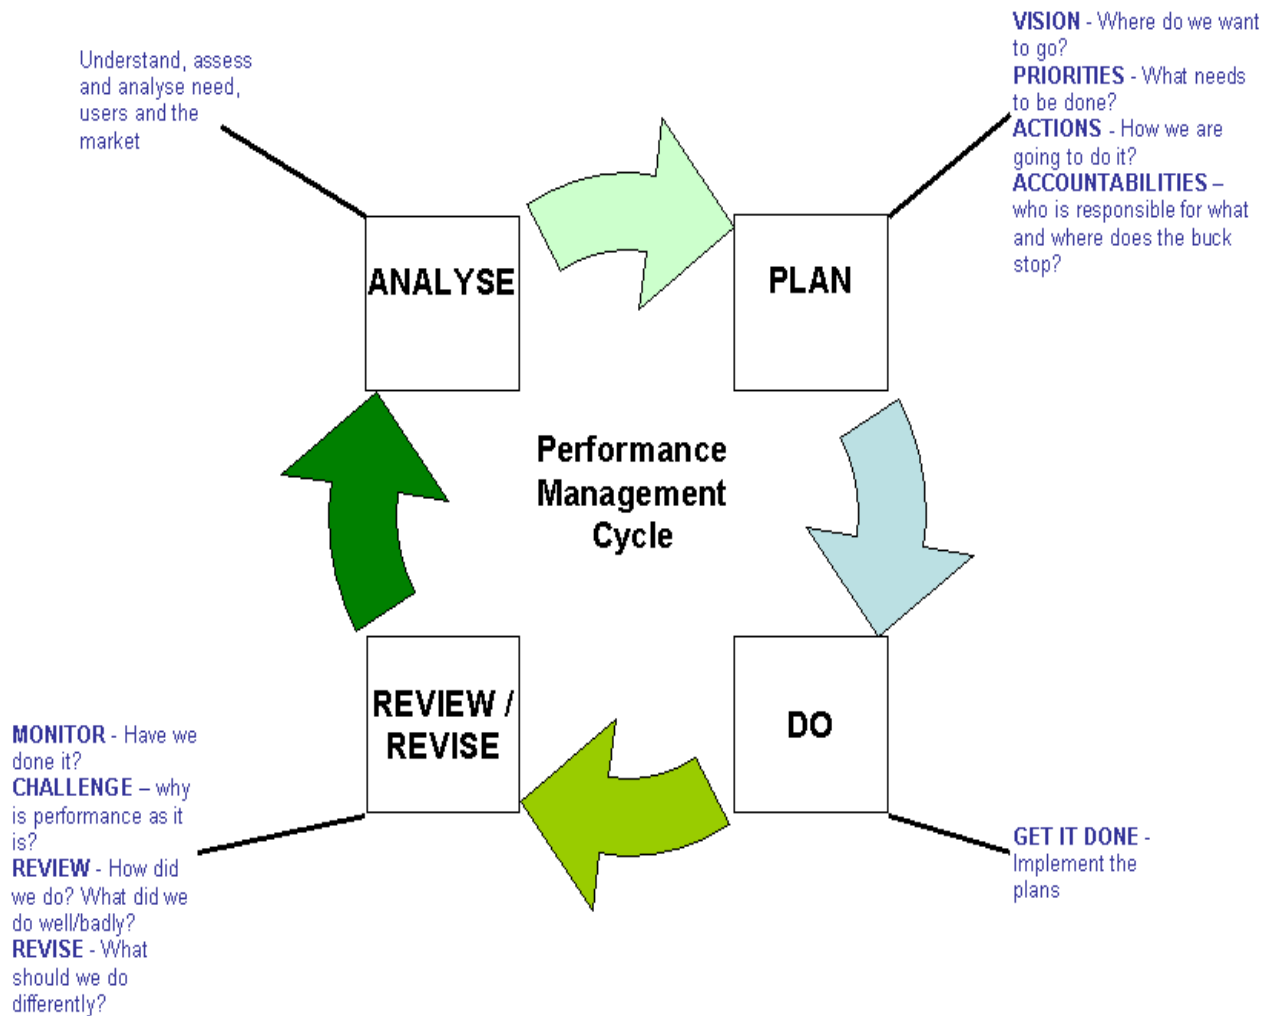 Understand, assess
and analyse need,
users and the
market
VISION - Where do we want
to go?
PRIORITIES - What needs
to be done?
ACTIONS - How we are
going to do it?
ACCOUNTABILITIES –
who is responsible for what
and where does the buck
stop?
ANALYSE
PLAN
Performance
Management
Cycle
REVIEW /
REVISE
DO
MONITOR - Have we
done it?
CHALLENGE – why
is performance as it
is?
REVIEW - How did
we do? What did we
do well/badly?
REVISE - What
should we do
differently?
GET IT DONE -
Implement the
plans